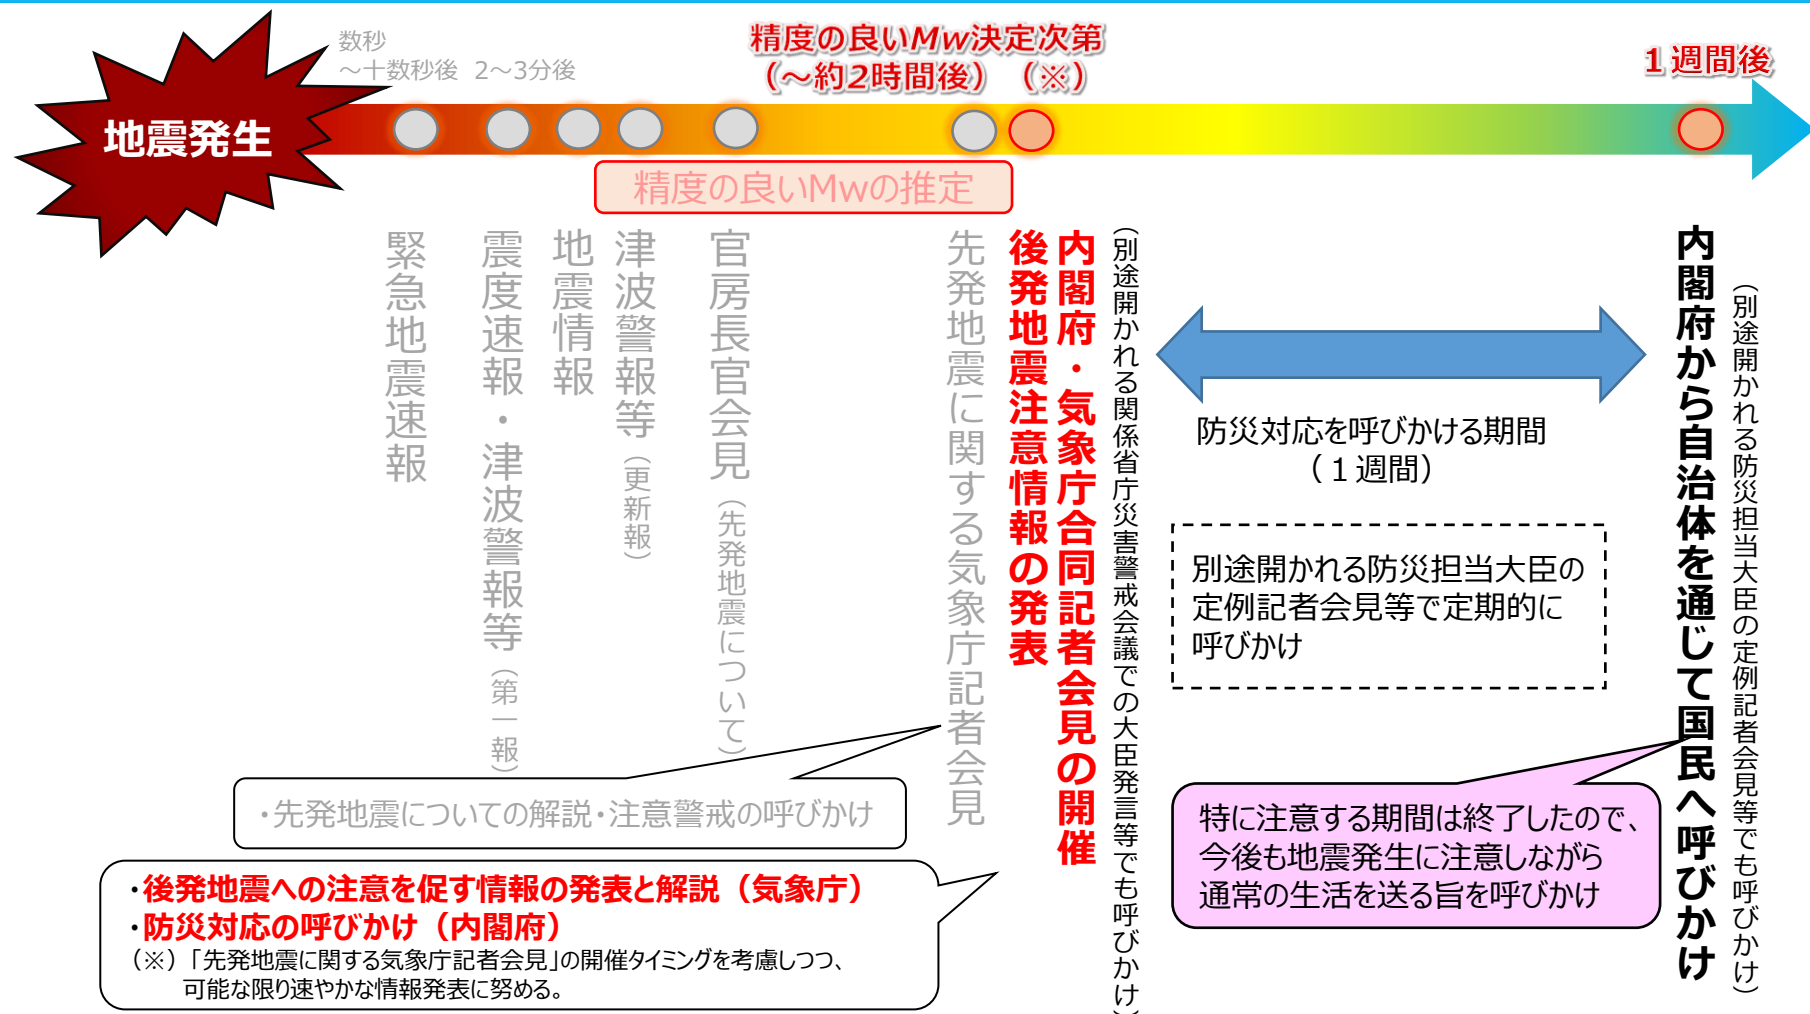 地震発生
数秒
～十数秒後
2～3分後
精度の良いMw決定次第
（～約2時間後）（※）
１週間後
精度の良いMwの推定
緊急地震速報
震度速報・津波警報等（第一報）
地震情報
津波警報等（更新報）
官房長官会見（先発地震について）
先発地震に関する気象庁記者会見
内閣府・気象庁合同記者会見の開催
後発地震注意情報の発表
（別途開かれる関係省庁災害警戒会議での大臣発言等でも呼びかけ）
防災対応を呼びかける期間
（１週間）
別途開かれる防災担当大臣の
定例記者会見等で定期的に
呼びかけ
内閣府から自治体を通じて国民へ呼びかけ
（別途開かれる防災担当大臣の定例記者会見等でも呼びかけ）
・先発地震についての解説・注意警戒の呼びかけ
・後発地震への注意を促す情報の発表と解説（気象庁）
・防災対応の呼びかけ（内閣府）
（※）「先発地震に関する気象庁記者会見」の開催タイミングを考慮しつつ、
可能な限り速やかな情報発表に努める。
特に注意する期間は終了したので、
今後も地震発生に注意しながら
通常の生活を送る旨を呼びかけ